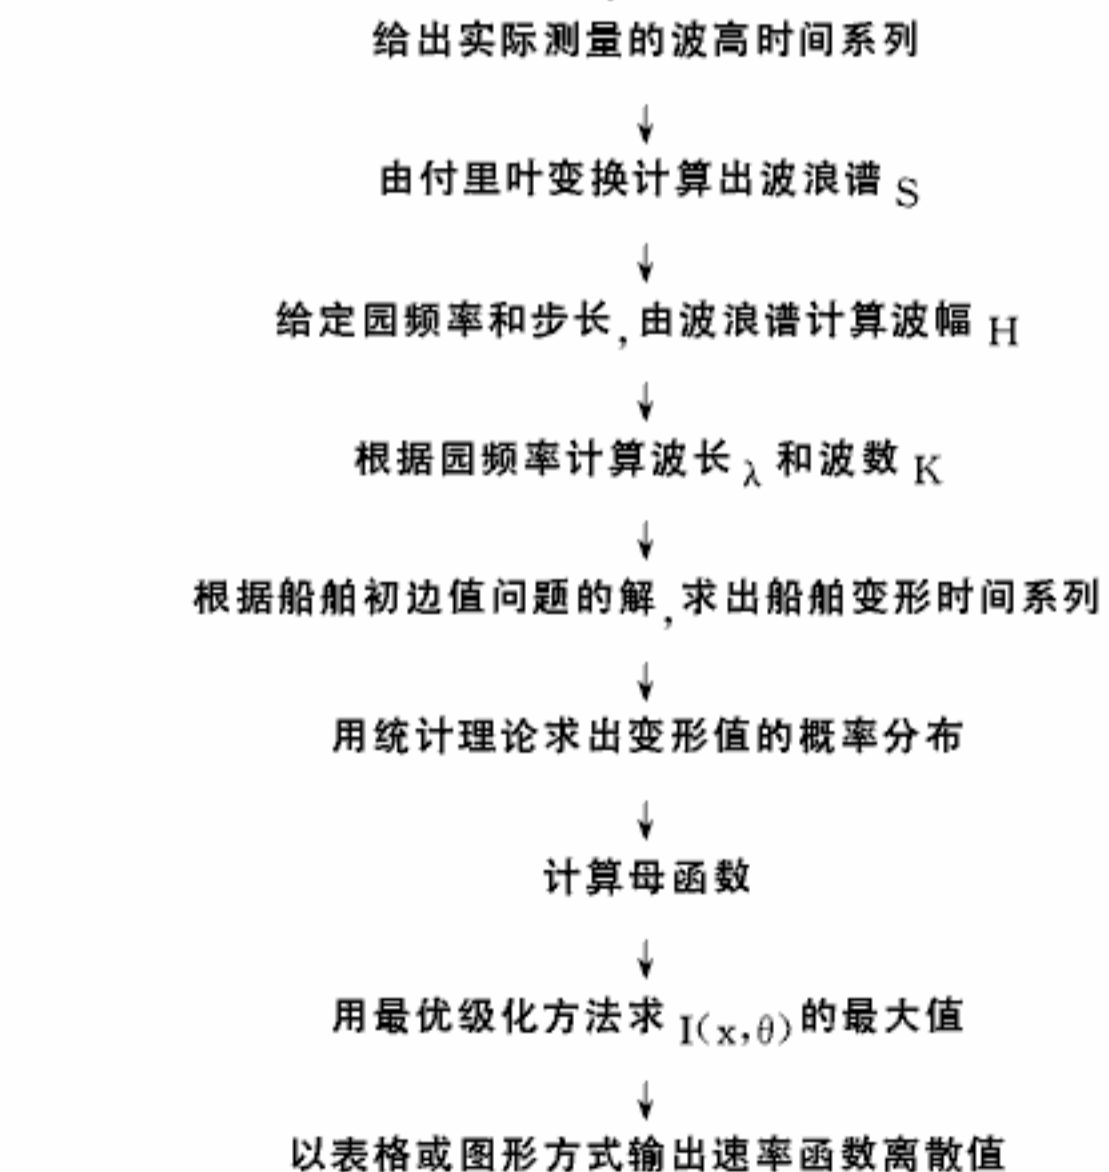 给出实际测量的波高时间系列
↓
由付里叶变换计算出波浪谱 S
↓
给定园频率和步长,由波浪谱计算波幅 H
↓
根据园频率计算波长 λ 和波数 K
↓
根据船舶初边值问题的解,求出船舶变形时间系列
↓
用统计理论求出变形值的概率分布
↓
计算母函数
↓
用最优级化方法求 I(x,θ) 的最大值
↓
以表格或图形方式输出速率函数离散值